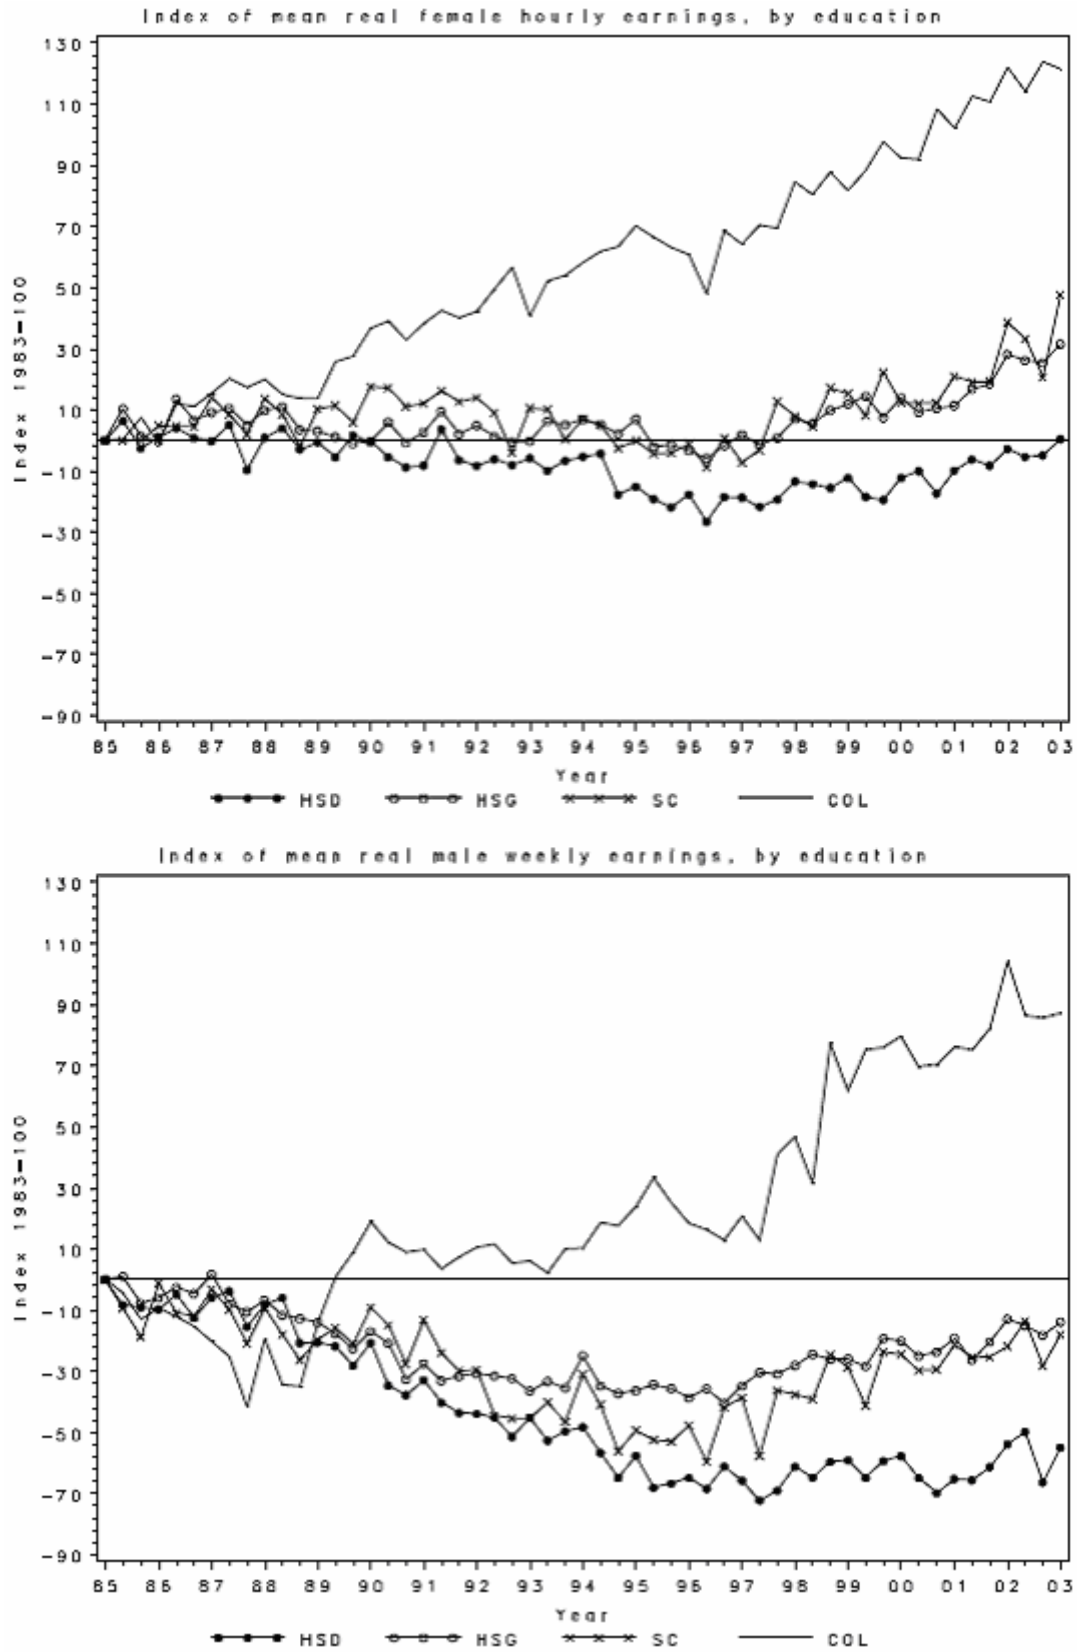 Index of mean real female hourly earnings, by education
130
110
90
70
50
30
10
-10
-30
-50
-70
-90
Index 1983-100
85 86 87 88 89 90 91 92 93 94 95 96 97 98 99 00 01 02 03
Year
HSD HSG SC COL
Index of mean real male weekly earnings, by education
130
110
90
70
50
30
10
-10
-30
-50
-70
-90
Index 1983-100
85 86 87 88 89 90 91 92 93 94 95 96 97 98 99 00 01 02 03
Year
HSD HSG SC COL